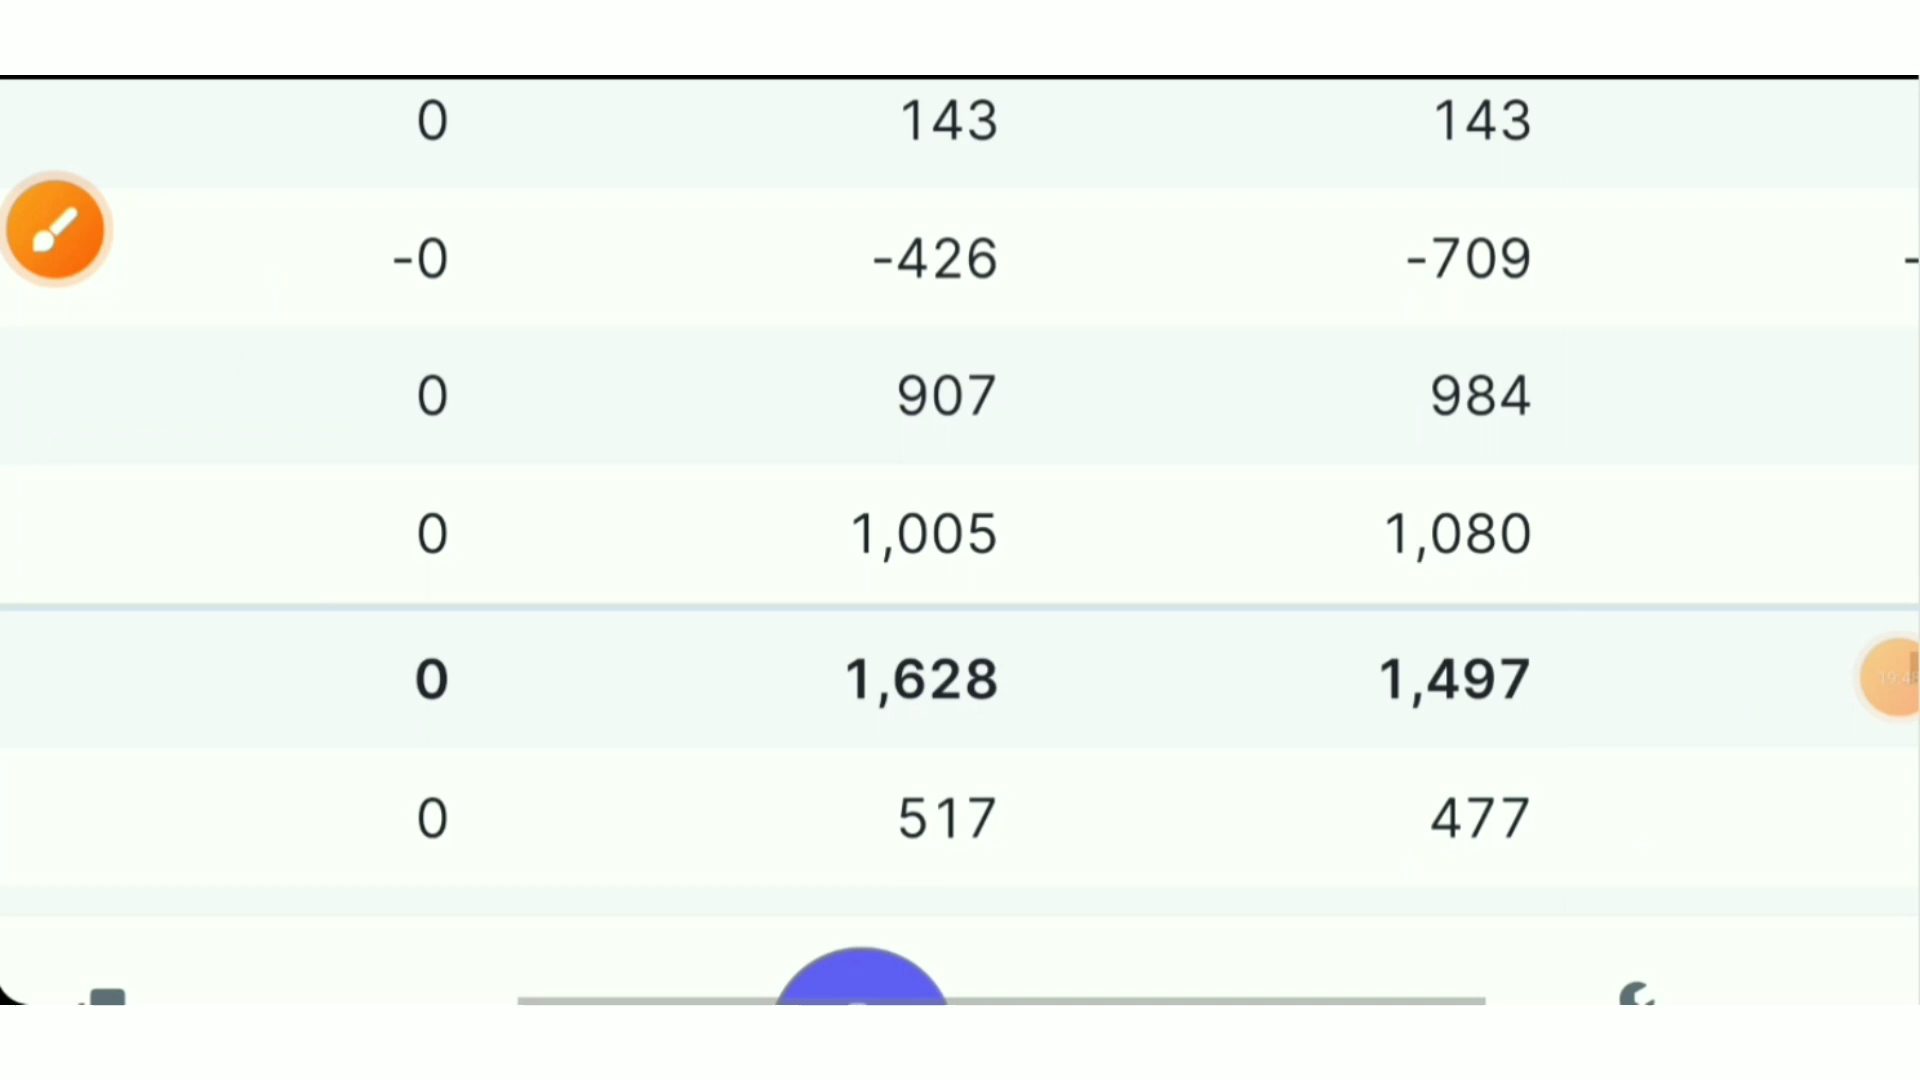 0 143 143
-0 -426 -709 -
0 907 984
0 1,005 1,080
0 1,628 1,497
0 517 477